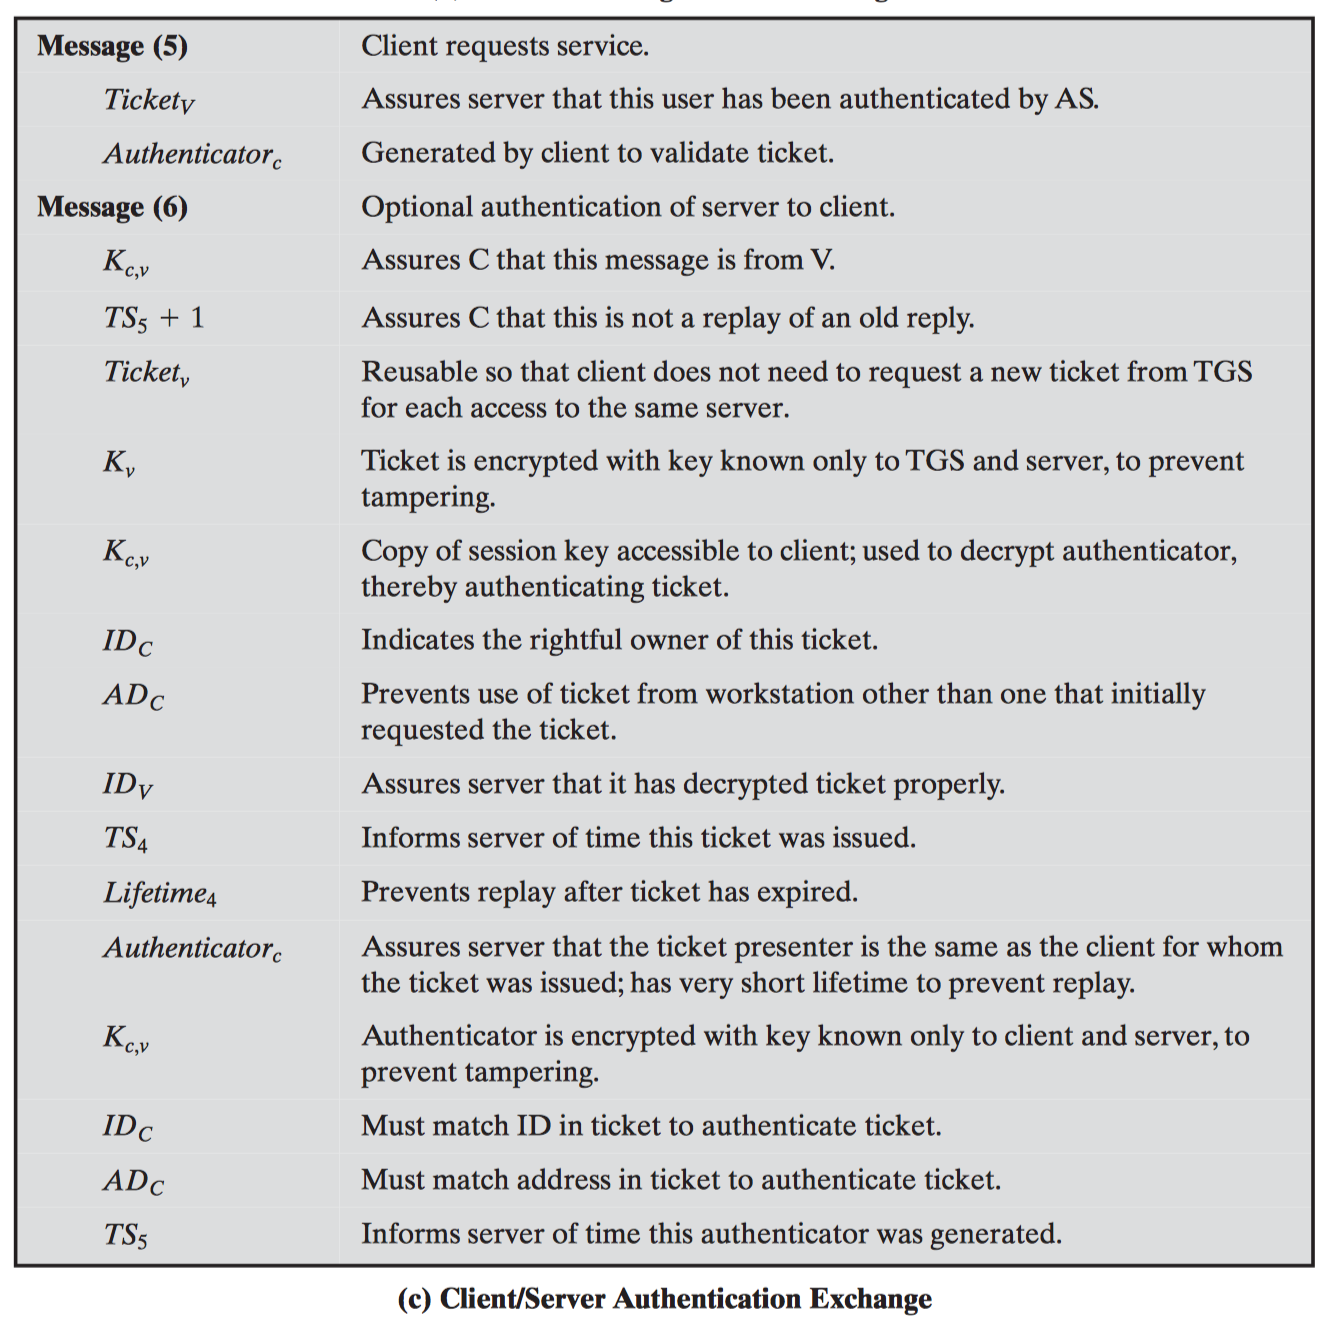 Message (5) Client requests service.
Ticket_V Assures server that this user has been authenticated by AS.
Authenticator_c Generated by client to validate ticket.
Message (6) Optional authentication of server to client.
K_c,v Assures C that this message is from V.
TS_5 + 1 Assures C that this is not a replay of an old reply.
Ticket_v Reusable so that client does not need to request a new ticket from TGS
for each access to the same server.
K_v Ticket is encrypted with key known only to TGS and server, to prevent
tampering.
K_c,v Copy of session key accessible to client; used to decrypt authenticator,
thereby authenticating ticket.
ID_C Indicates the rightful owner of this ticket.
AD_C Prevents use of ticket from workstation other than one that initially
requested the ticket.
ID_V Assures server that it has decrypted ticket properly.
TS_4 Informs server of time this ticket was issued.
Lifetime_4 Prevents replay after ticket has expired.
Authenticator_c Assures server that the ticket presenter is the same as the client for whom
the ticket was issued; has very short lifetime to prevent replay.
K_c,v Authenticator is encrypted with key known only to client and server, to
prevent tampering.
ID_C Must match ID in ticket to authenticate ticket.
AD_C Must match address in ticket to authenticate ticket.
TS_5 Informs server of time this authenticator was generated.
(c) Client/Server Authentication Exchange